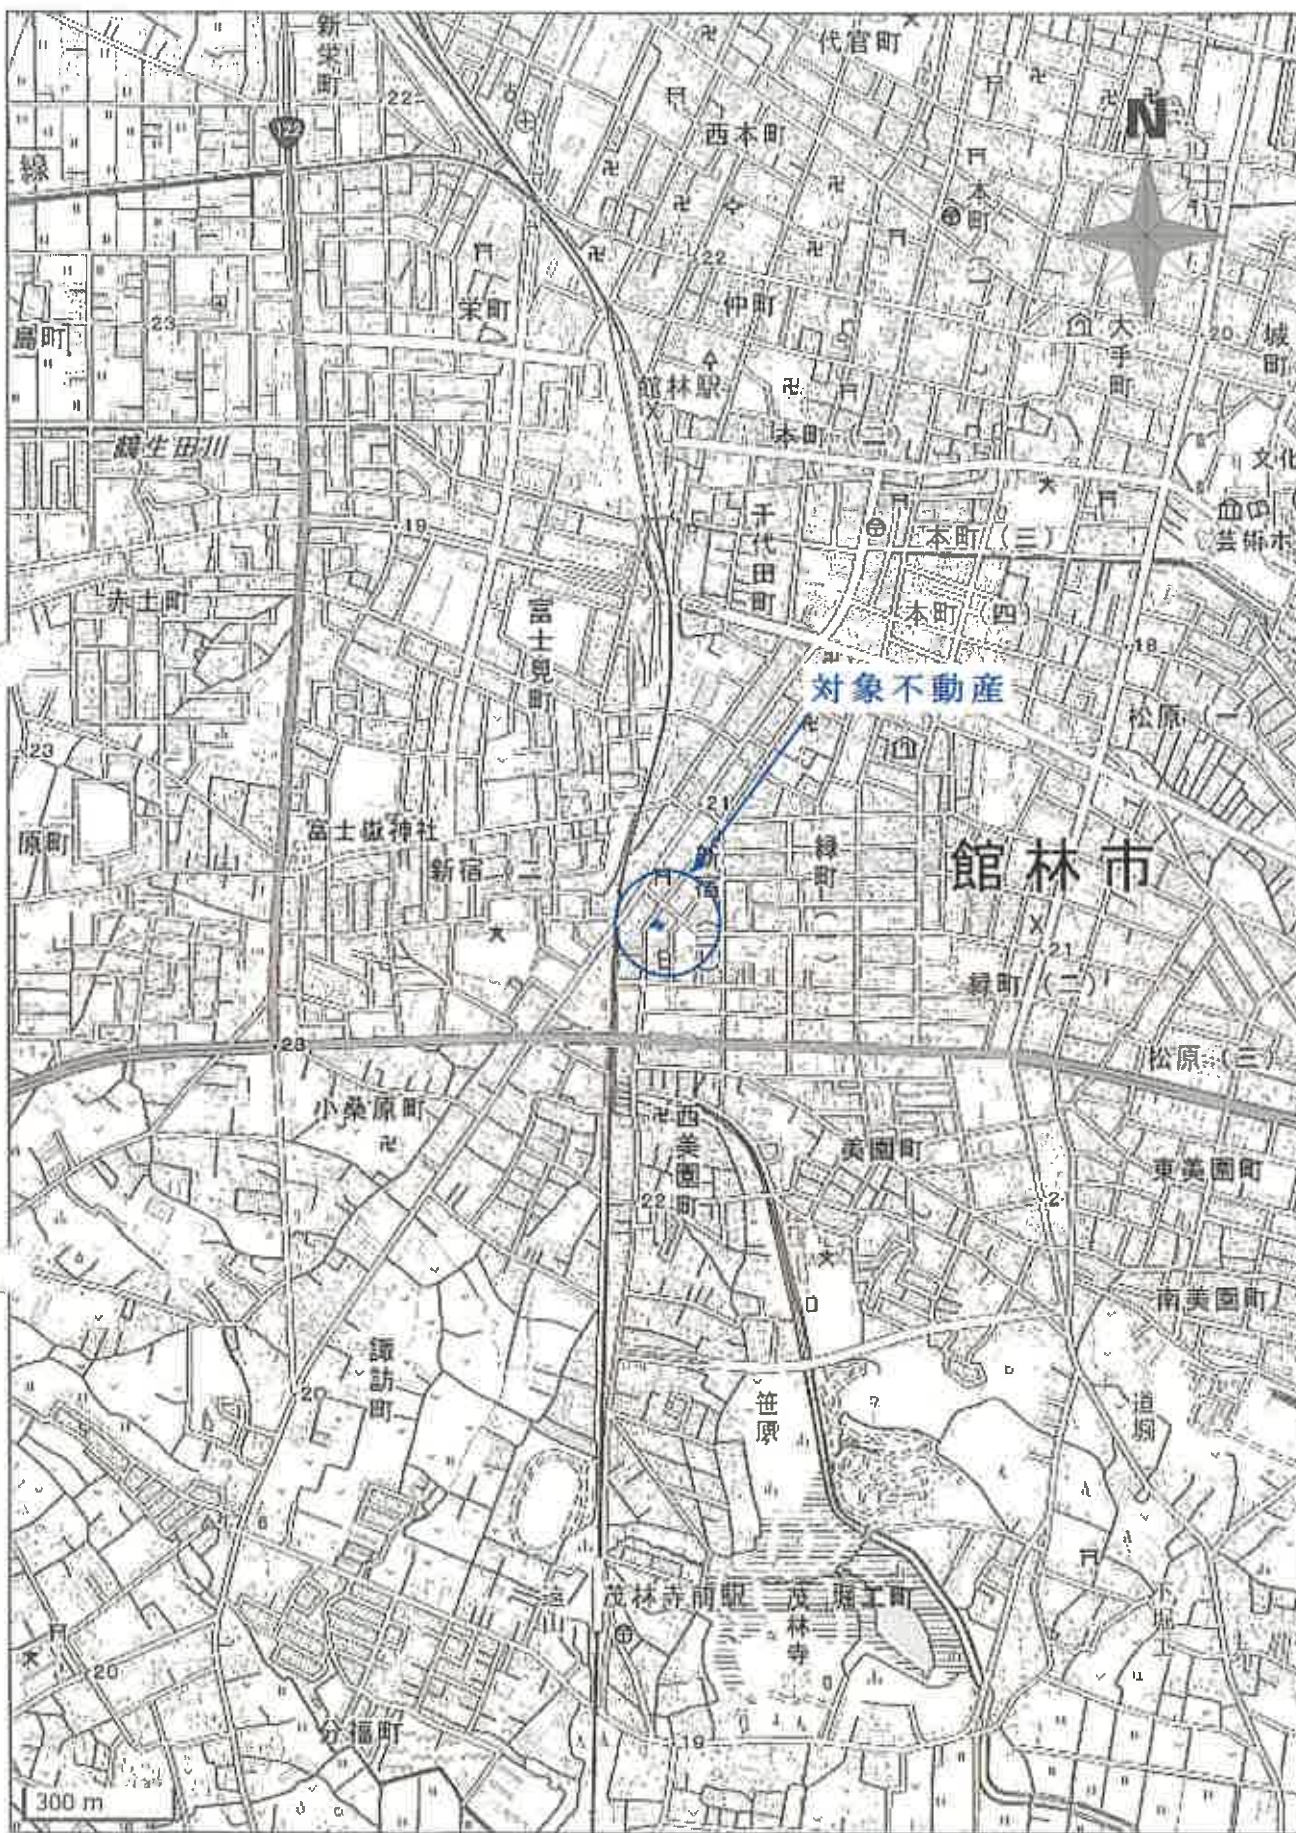 新栄町
代官町
22
122
西本町
N
線
本町(二)
22
栄町
仲町
大手町
20
城町
23
島町
館林駅
本町(二)
鶴生田川
文化
19
千代田町
本町(三)
芸術ホ
赤土町
富士見町
本町(四)
18
対象不動産
松原(一)
23
21
原町
富士嶽神社
新宿(二)
緑町(一)
館林市
21
緑町(二)
23
松原(三)
小桑原町
西美園町
美園町
東美園町
22
2
南美園町
諏訪町
20
笹原
6
茂林寺前駅
茂林寺
堀工町
20
分福町
19
300 m